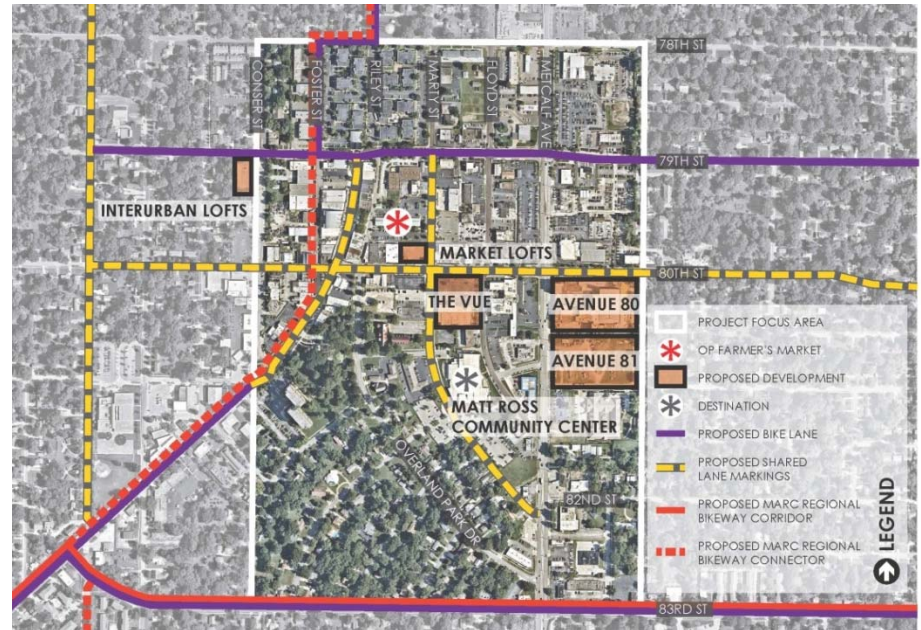 78TH ST
CONSER ST
FOSTER ST
RILEY ST
MARTY ST
FLOYD ST
METCALF AVE
79TH ST
INTERURBAN LOFTS
MARKET LOFTS
80TH ST
THE VUE
AVENUE 80
AVENUE 81
MATT ROSS
COMMUNITY CENTER
OVERLAND PARK DR
82ND ST
83RD ST
PROJECT FOCUS AREA
OP FARMER'S MARKET
PROPOSED DEVELOPMENT
DESTINATION
PROPOSED BIKE LANE
PROPOSED SHARED
LANE MARKINGS
PROPOSED MARC REGIONAL
BIKEWAY CORRIDOR
PROPOSED MARC REGIONAL
BIKEWAY CONNECTOR
LEGEND